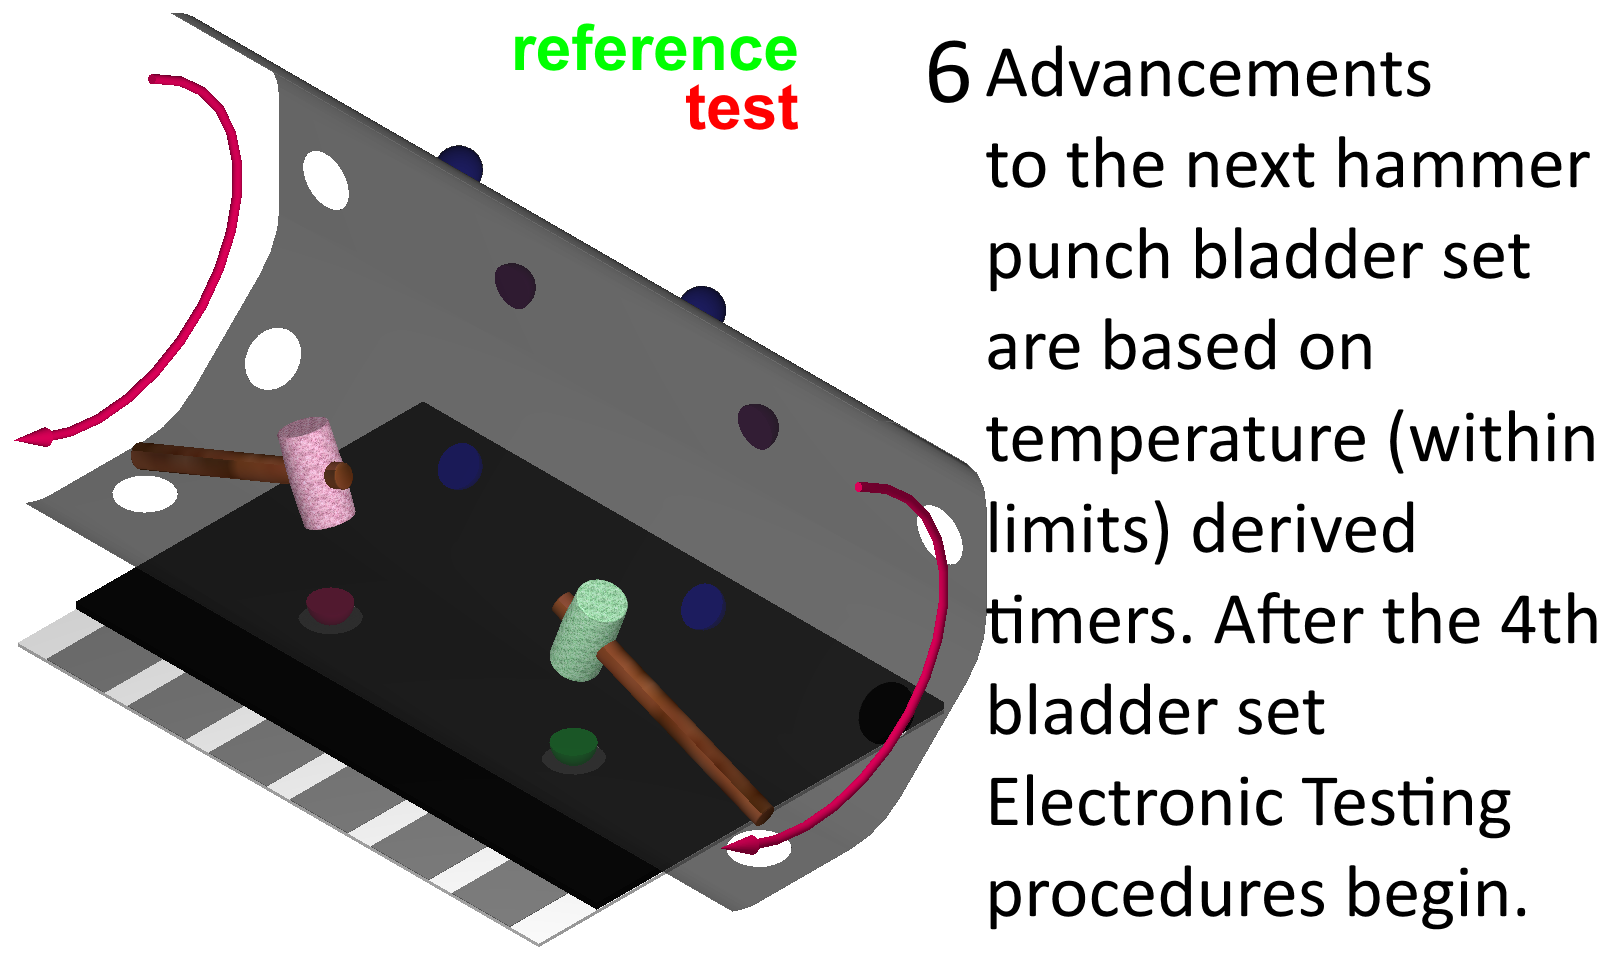 reference
test
6 Advancements
to the next hammer
punch bladder set
are based on
temperature (within
limits) derived
timers. After the 4th
bladder set
Electronic Testing
procedures begin.